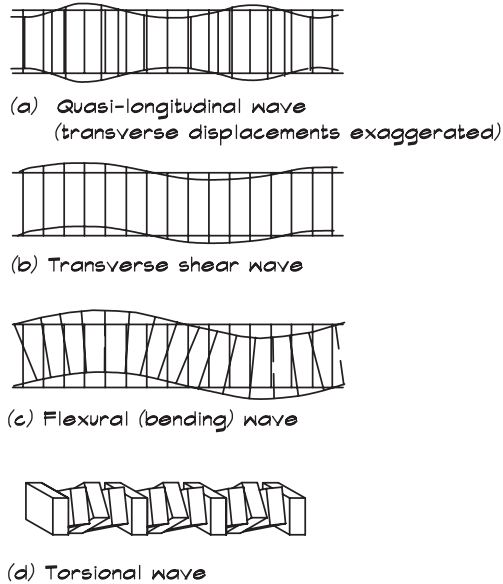 (a) Quasi-longitudinal wave
(transverse displacements exaggerated)
(b) Transverse shear wave
(c) Flexural (bending) wave
(d) Torsional wave